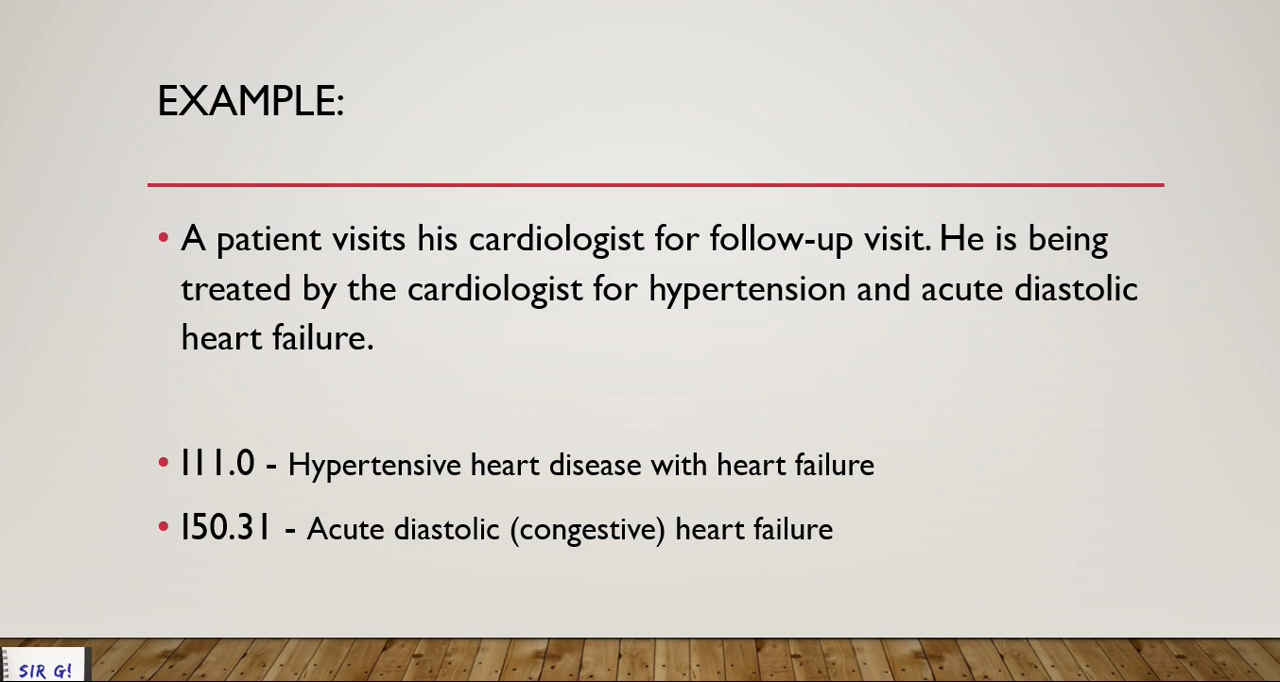 EXAMPLE:
• A patient visits his cardiologist for follow-up visit. He is being
treated by the cardiologist for hypertension and acute diastolic
heart failure.
• I11.0 - Hypertensive heart disease with heart failure
• I50.31 - Acute diastolic (congestive) heart failure
SIR G!